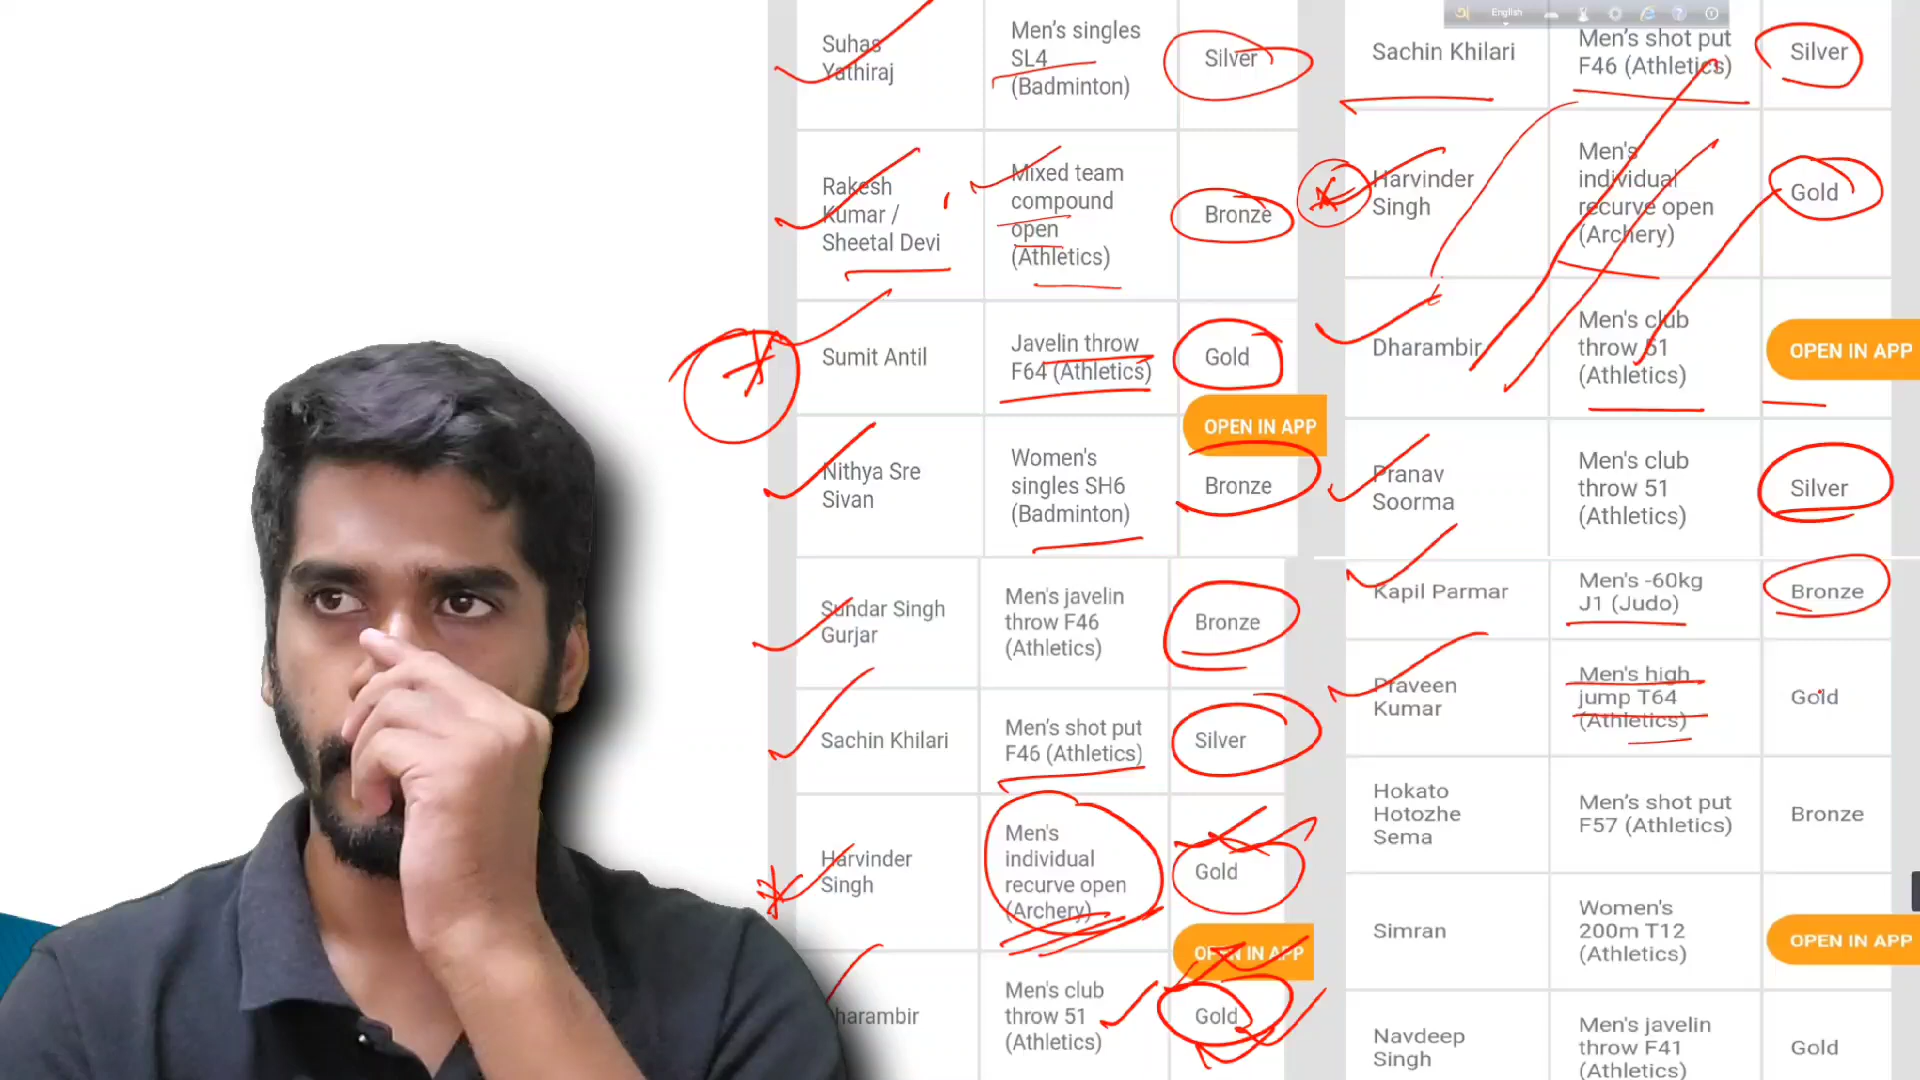 English
Suhas
Yathiraj
Men's singles
SL4
(Badminton)
Silver
Rakesh
Kumar /
Sheetal Devi
Mixed team
compound
open
(Athletics)
Bronze
Sumit Antil
Javelin throw
F64 (Athletics)
Gold
OPEN IN APP
Nithya Sre
Sivan
Women's
singles SH6
(Badminton)
Bronze
Sundar Singh
Gurjar
Men's javelin
throw F46
(Athletics)
Bronze
Sachin Khilari
Men's shot put
F46 (Athletics)
Silver
Harvinder
Singh
Men's
individual
recurve open
(Archery)
Gold
OPEN IN APP
Dharambir
Men's club
throw 51
(Athletics)
Gold
Sachin Khilari
Men's shot put
F46 (Athletics)
Silver
Harvinder
Singh
Men's
individual
recurve open
(Archery)
Gold
Dharambir
Men's club
throw 51
(Athletics)
OPEN IN APP
Pranav
Soorma
Men's club
throw 51
(Athletics)
Silver
Kapil Parmar
Men's -60kg
J1 (Judo)
Bronze
Praveen
Kumar
Men's high
jump T64
(Athletics)
Gold
Hokato
Hotozhe
Sema
Men's shot put
F57 (Athletics)
Bronze
Simran
Women's
200m T12
(Athletics)
OPEN IN APP
Navdeep
Singh
Men's javelin
throw F41
(Athletics)
Gold